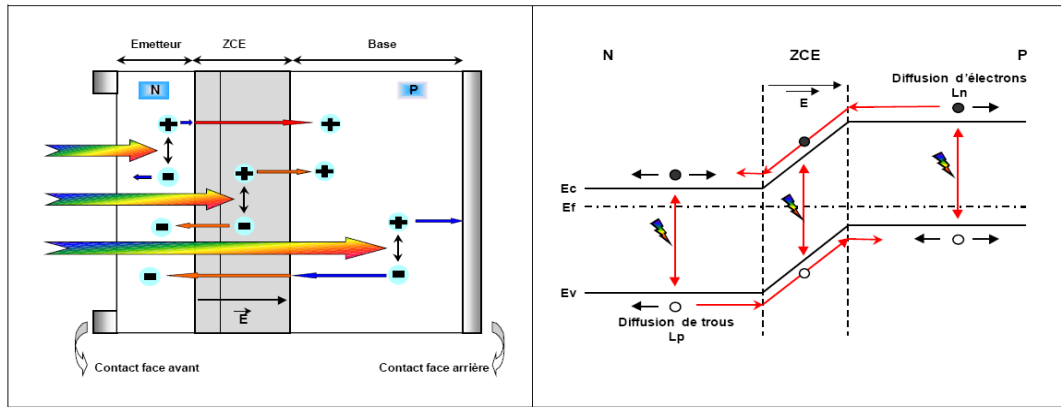 Emetteur ZCE Base
N P
+ +
+ +
-
- - +
- -
E
Contact face avant Contact face arrière
N ZCE P
Diffusion d'électrons
Ln
E
Ec
Ef
Ev
Diffusion de trous
Lp